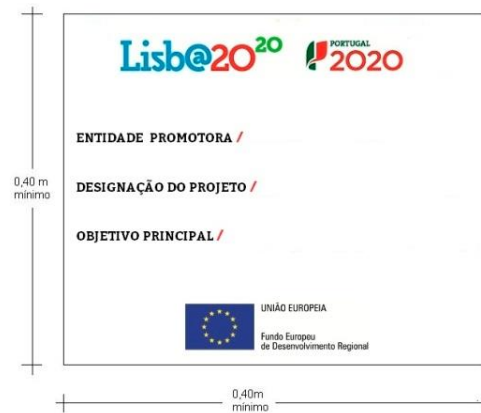 Lisb@20²⁰
PORTUGAL
2020
ENTIDADE PROMOTORA /
DESIGNAÇÃO DO PROJETO /
OBJETIVO PRINCIPAL /
0,40 m
mínimo
UNIÃO EUROPEIA
Fundo Europeu
de Desenvolvimento Regional
0,40m
mínimo